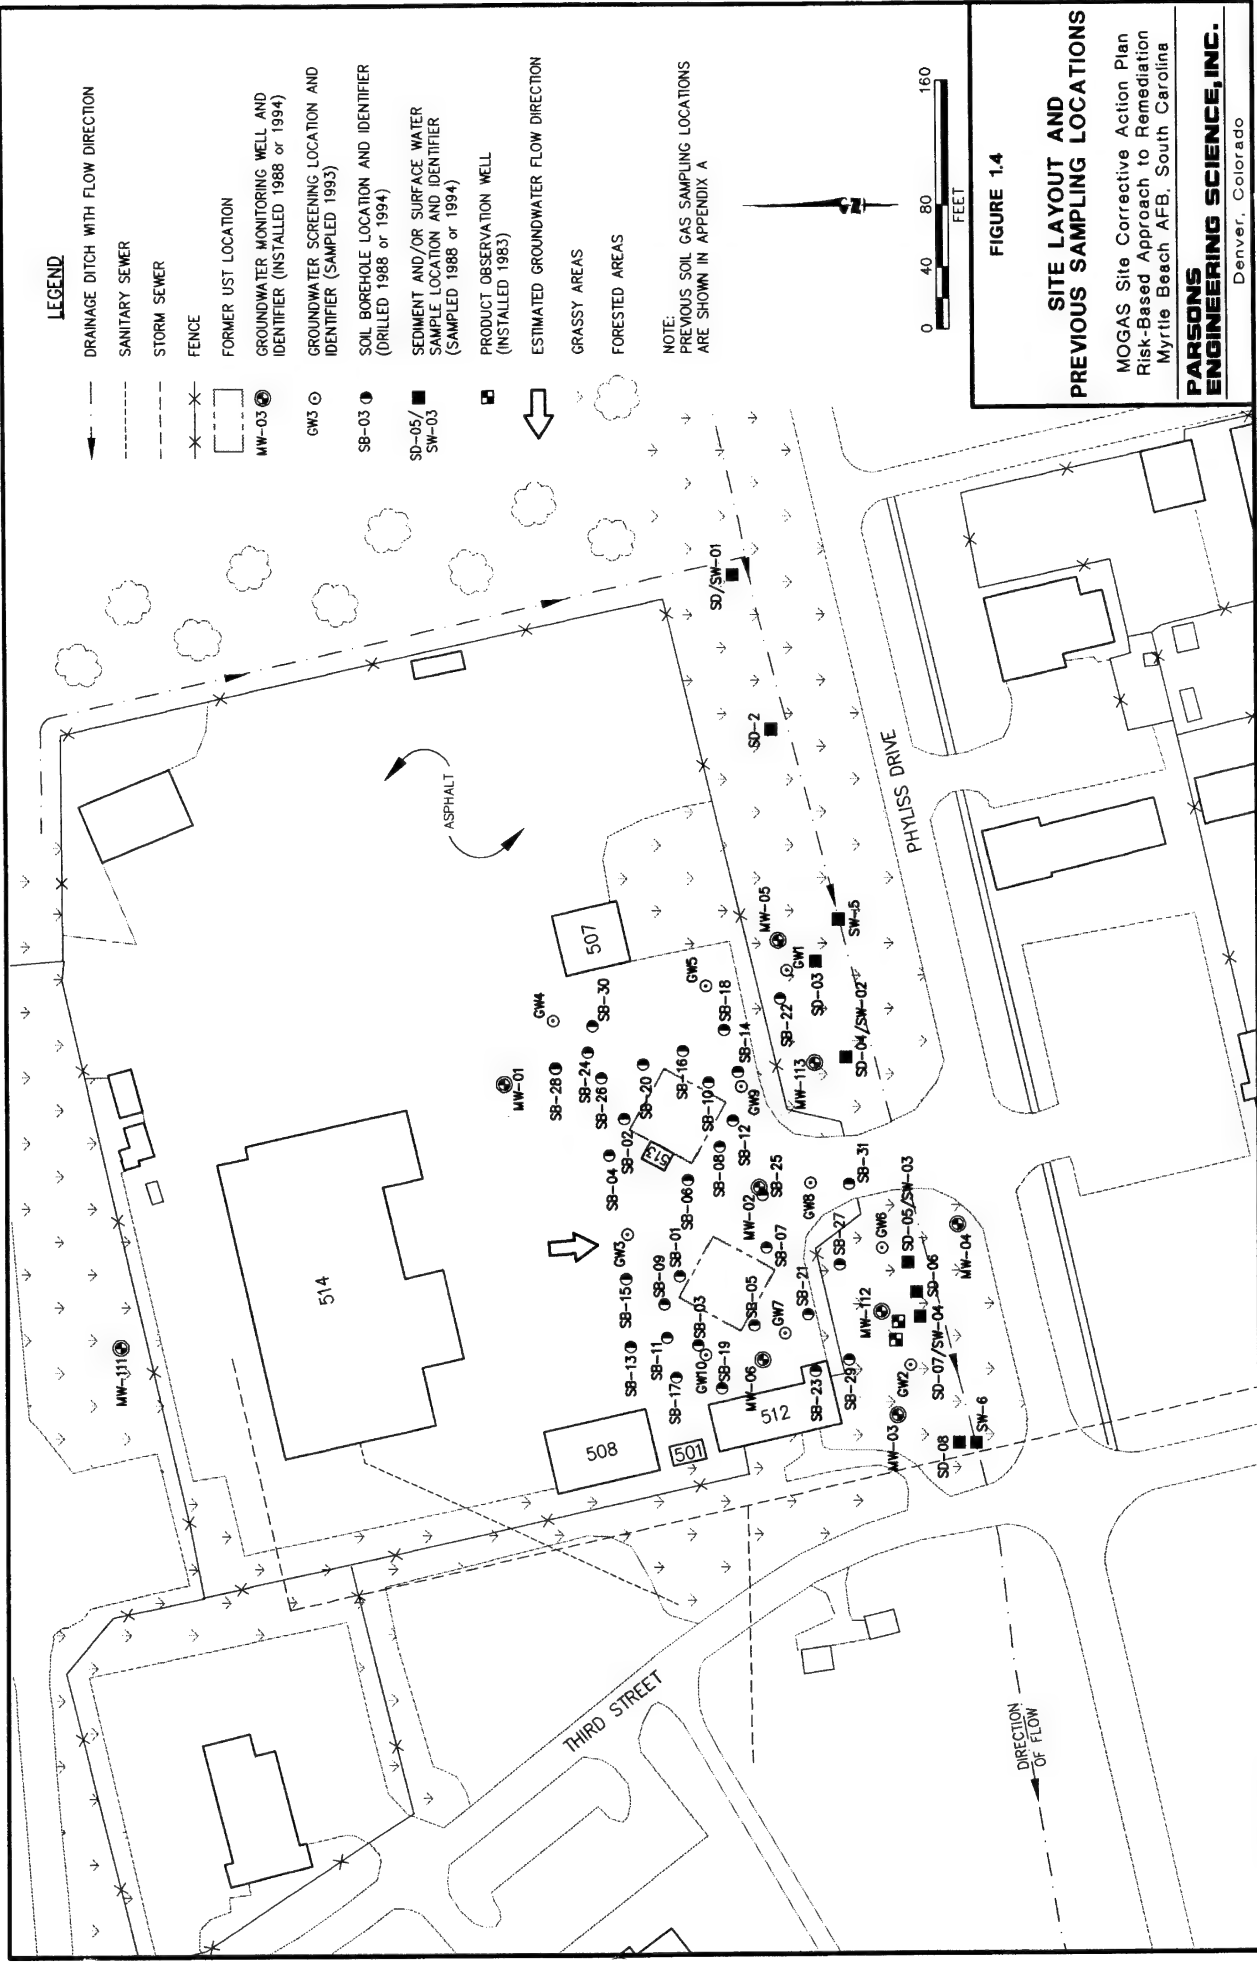 LEGEND
DRAINAGE DITCH WITH FLOW DIRECTION
SANITARY SEWER
STORM SEWER
FENCE
FORMER UST LOCATION
MW-03
GROUNDWATER MONITORING WELL AND
IDENTIFIER (INSTALLED 1988 or 1994)
GW3
GROUNDWATER SCREENING LOCATION AND
IDENTIFIER (SAMPLED 1993)
SB-03
SOIL BOREHOLE LOCATION AND IDENTIFIER
(DRILLED 1988 or 1994)
SD-05/
SW-03
SEDIMENT AND/OR SURFACE WATER
SAMPLE LOCATION AND IDENTIFIER
(SAMPLED 1988 or 1994)
PRODUCT OBSERVATION WELL
(INSTALLED 1983)
ESTIMATED GROUNDWATER FLOW DIRECTION
GRASSY AREAS
FORESTED AREAS
NOTE:
PREVIOUS SOIL GAS SAMPLING LOCATIONS
ARE SHOWN IN APPENDIX A
N
0 40 80 160
FEET
FIGURE 1.4
SITE LAYOUT AND
PREVIOUS SAMPLING LOCATIONS
MOGAS Site Corrective Action Plan
Risk-Based Approach to Remediation
Myrtle Beach AFB, South Carolina
PARSONS
ENGINEERING SCIENCE, INC.
Denver, Colorado
MW-111
514
ASPHALT
507
MW-01
GW4
SB-28
SB-30
SB-24
SB-26
SB-20
SB-02
SB-04
513
SB-16
SB-10
GW5
SB-18
SB-14
GW9
SB-12
SB-08
SB-06
MW-02
SB-25
GW3
SB-15
SB-09
SB-01
SB-07
SB-13
SB-11
SB-03
SB-05
GW7
SB-17
GW10
SB-19
MW-06
508
501
512
SB-23
SB-29
SB-21
SB-27
GW8
SB-31
MW-113
SB-22
GW1
MW-05
SD-03
SW-5
SD-04/SW-02
SD-2
SD/SW-01
PHYLISS DRIVE
GW6
SD-05/SW-03
MW-04
MW-112
SD-06
SD-07/SW-04
GW2
MW-03
SD-08
SW-6
THIRD STREET
DIRECTION
OF FLOW